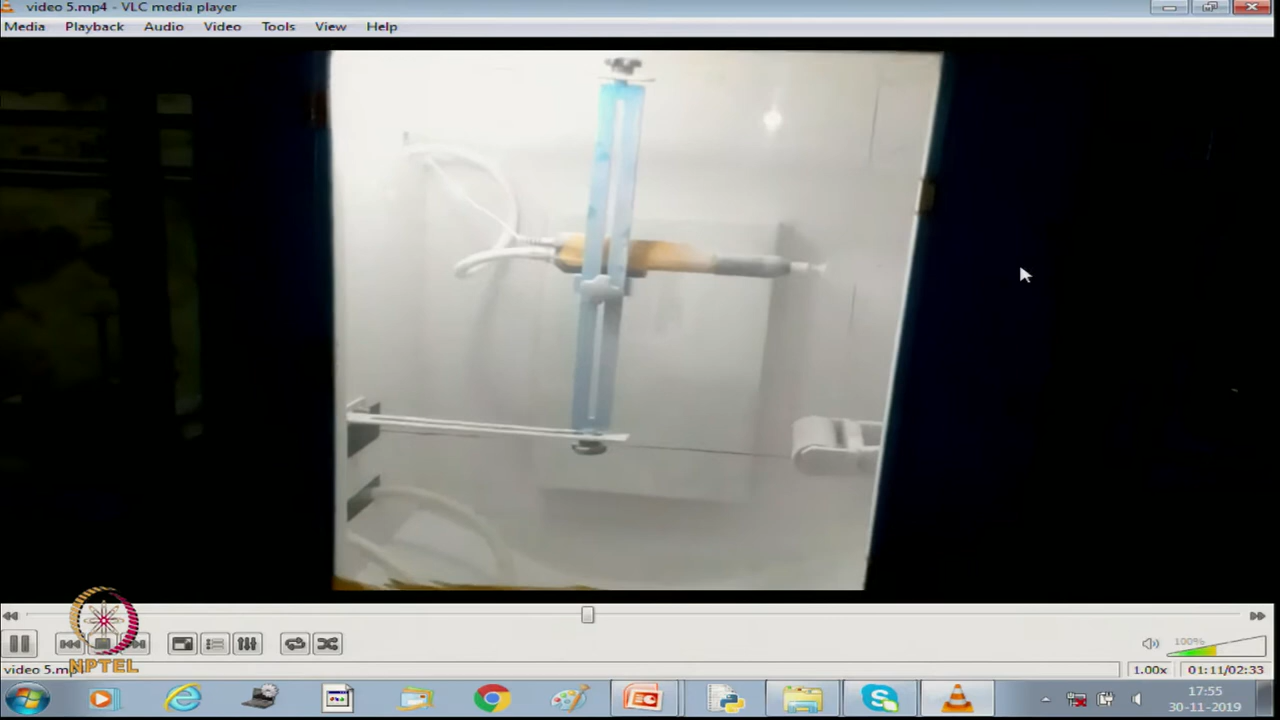 video 5.mp4 - VLC media player
Media Playback Audio Video Tools View Help
100%
NPTEL
video 5.mp
1.00x 01:11/02:33
17:55
30-11-2019